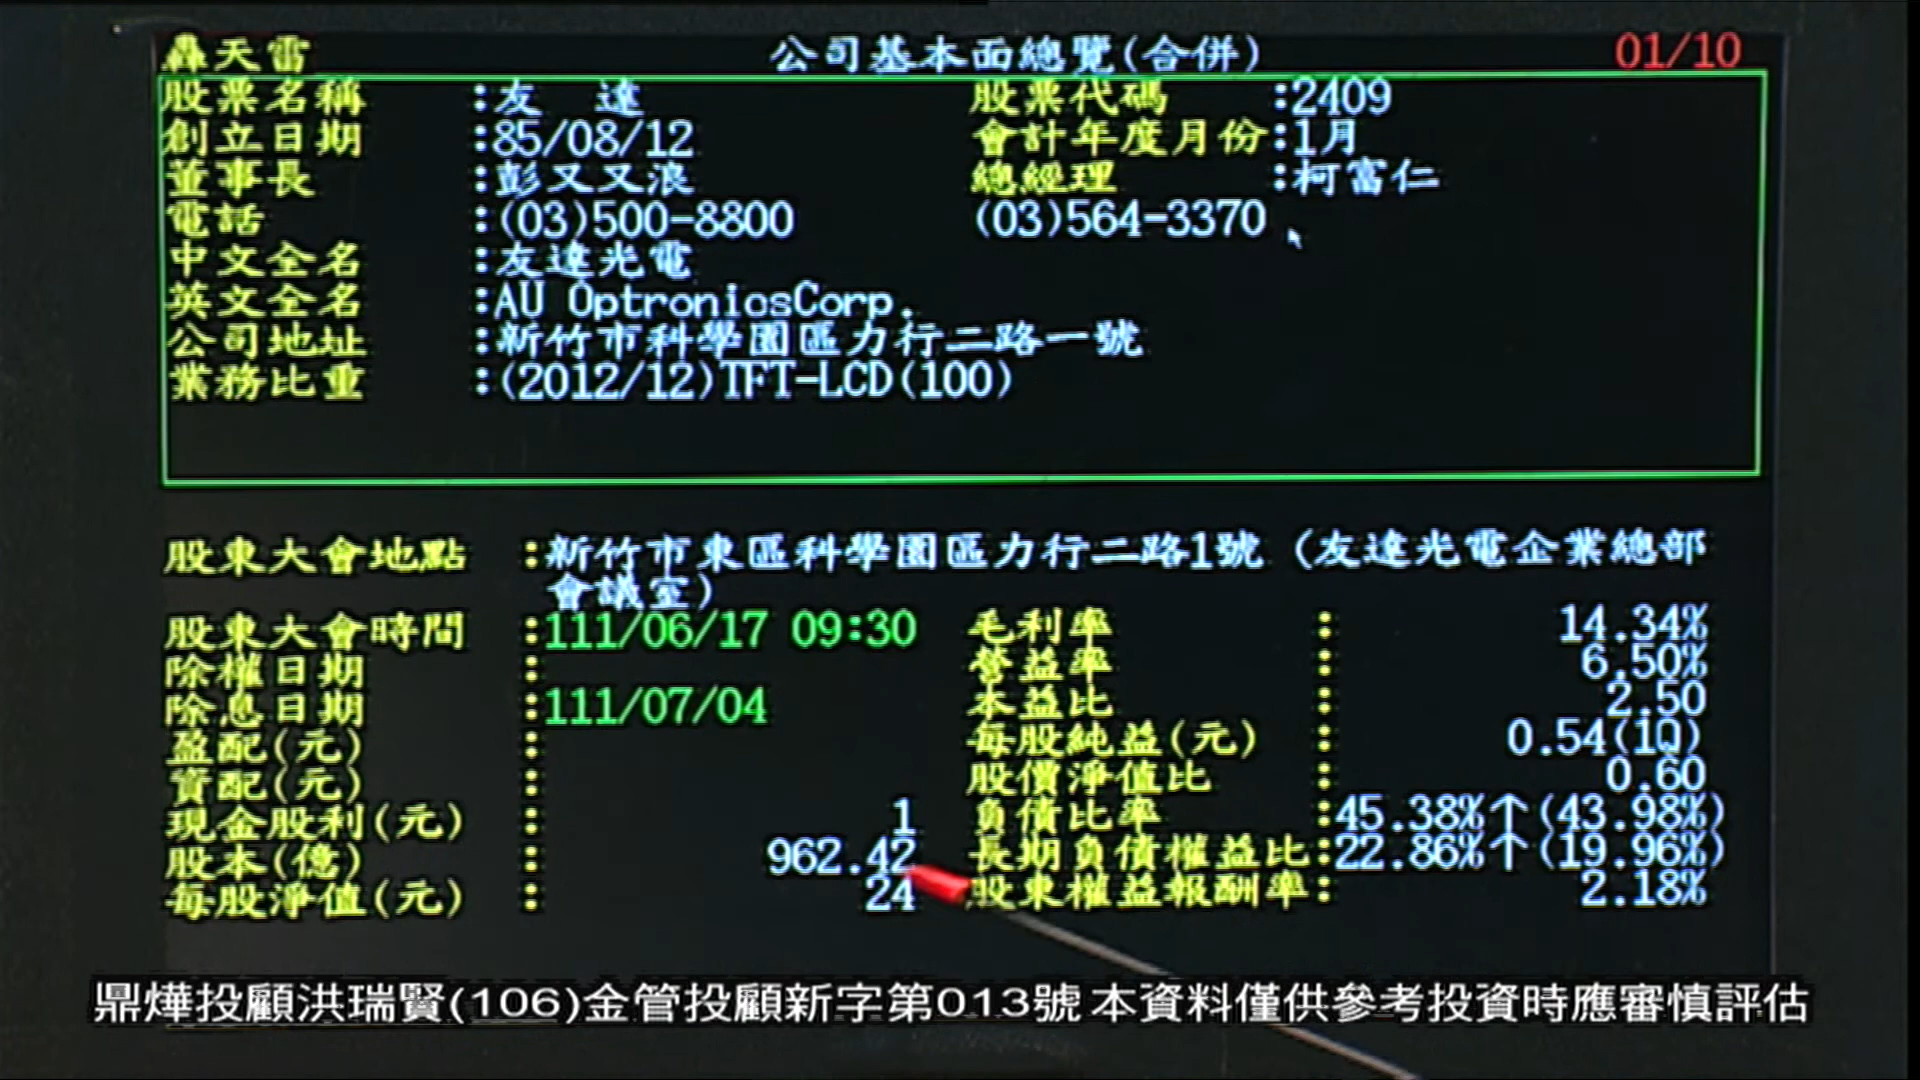 轟天雷 公司基本面總覽(合併) 01/10
股票名稱 :友 達 股票代碼 :2409
創立日期 :85/08/12 會計年度月份:1月
董事長 :彭又又浪 總經理 :柯富仁
電話 :(03)500-8800 (03)564-3370
中文全名 :友達光電
英文全名 :AU OptronicsCorp.
公司地址 :新竹市科學園區力行二路一號
業務比重 :(2012/12)TFT-LCD(100)
股東大會地點 :新竹市東區科學園區力行二路1號 (友達光電企業總部
會議室)
股東大會時間 :111/06/17 09:30 毛利率 : 14.34%
除權日期 : 營益率 : 6.50%
除息日期 :111/07/04 本益比 : 2.50
盈配(元) : 每股純益(元) : 0.54(1Q)
資配(元) : 股價淨值比 : 0.60
現金股利(元) : 1 負債比率 :45.38%↑(43.98%)
股本(億) : 962.42 長期負債權益比:22.86%↑(19.96%)
每股淨值(元) : 24 股東權益報酬率: 2.18%
鼎燁投顧洪瑞賢(106)金管投顧新字第013號 本資料僅供參考投資時應審慎評估